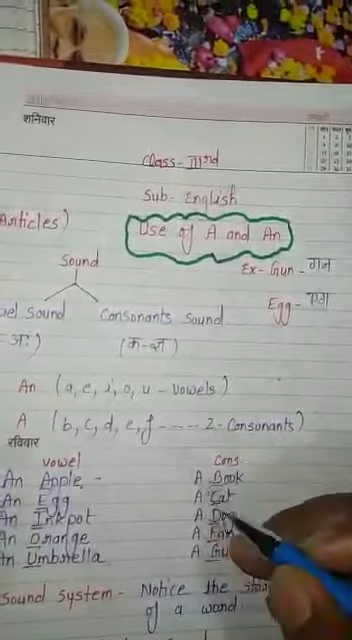 शनिवार
Class- IIIrd
Sub- English
Articles)
Use of A and An
Sound
Ex- Gun - गन
Egg - एग
Sound Consonants Sound
अः) (क-ज्ञ)
An (a, e, i, o, u - vowels)
A (b, c, d, e, f ---- Z - Consonants)
रविवार
vowel Cons.
An Apple - A Book
An Egg A Cat
An Inkpot A Dog
An Orange A
An Umbrella A
Sound system - Notice the
of a word